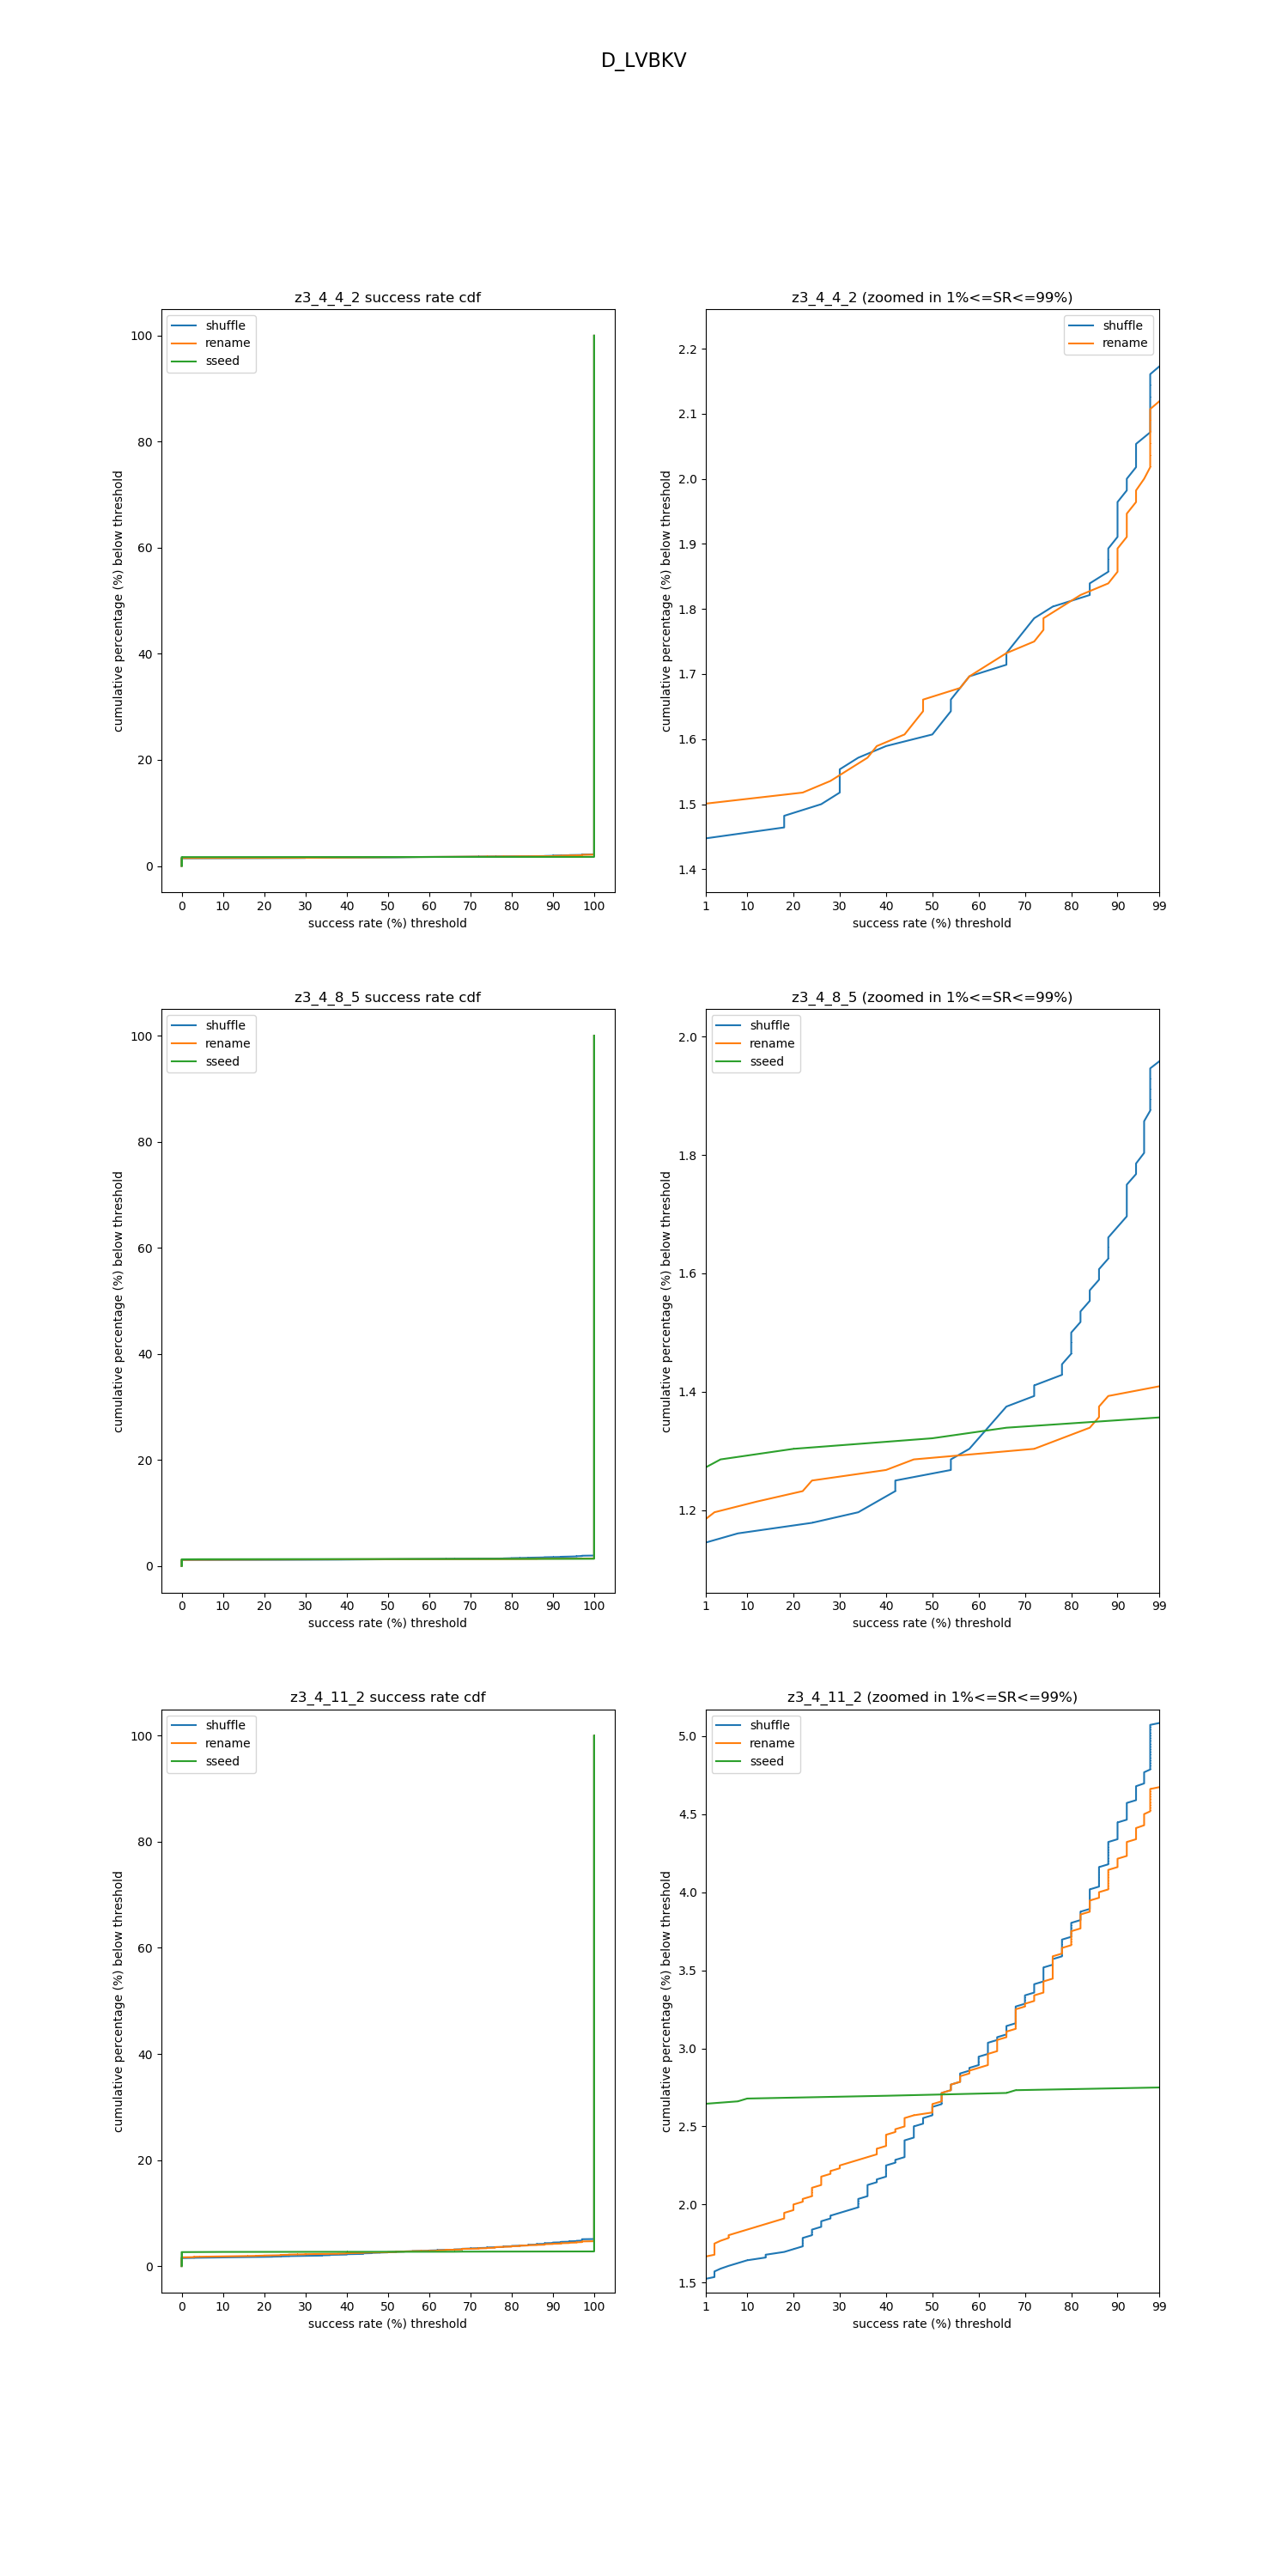 D_LVBKV
z3_4_4_2 success rate cdf
shuffle
rename
sseed
100
80
60
40
20
0
cumulative percentage (%) below threshold
0 10 20 30 40 50 60 70 80 90 100
success rate (%) threshold
z3_4_4_2 (zoomed in 1%<=SR<=99%)
shuffle
rename
2.2
2.1
2.0
1.9
1.8
1.7
1.6
1.5
1.4
cumulative percentage (%) below threshold
1 10 20 30 40 50 60 70 80 90 99
success rate (%) threshold
z3_4_8_5 success rate cdf
shuffle
rename
sseed
100
80
60
40
20
0
cumulative percentage (%) below threshold
0 10 20 30 40 50 60 70 80 90 100
success rate (%) threshold
z3_4_8_5 (zoomed in 1%<=SR<=99%)
shuffle
rename
sseed
2.0
1.8
1.6
1.4
1.2
cumulative percentage (%) below threshold
1 10 20 30 40 50 60 70 80 90 99
success rate (%) threshold
z3_4_11_2 success rate cdf
shuffle
rename
sseed
100
80
60
40
20
0
cumulative percentage (%) below threshold
0 10 20 30 40 50 60 70 80 90 100
success rate (%) threshold
z3_4_11_2 (zoomed in 1%<=SR<=99%)
shuffle
rename
sseed
5.0
4.5
4.0
3.5
3.0
2.5
2.0
1.5
cumulative percentage (%) below threshold
1 10 20 30 40 50 60 70 80 90 99
success rate (%) threshold